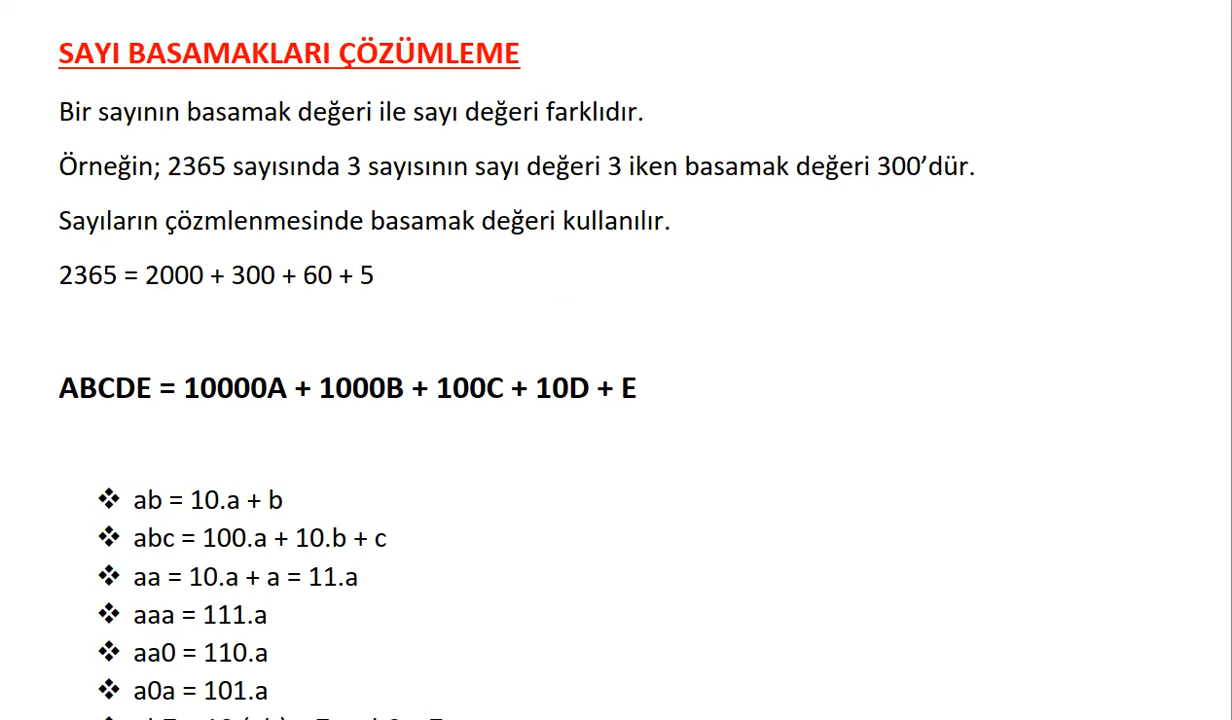 SAYI BASAMAKLARI ÇÖZÜMLEME
Bir sayının basamak değeri ile sayı değeri farklıdır.
Örneğin; 2365 sayısında 3 sayısının sayı değeri 3 iken basamak değeri 300’dür.
Sayıların çözmlenmesinde basamak değeri kullanılır.
2365 = 2000 + 300 + 60 + 5
ABCDE = 10000A + 1000B + 100C + 10D + E
❖ ab = 10.a + b
❖ abc = 100.a + 10.b + c
❖ aa = 10.a + a = 11.a
❖ aaa = 111.a
❖ aa0 = 110.a
❖ a0a = 101.a